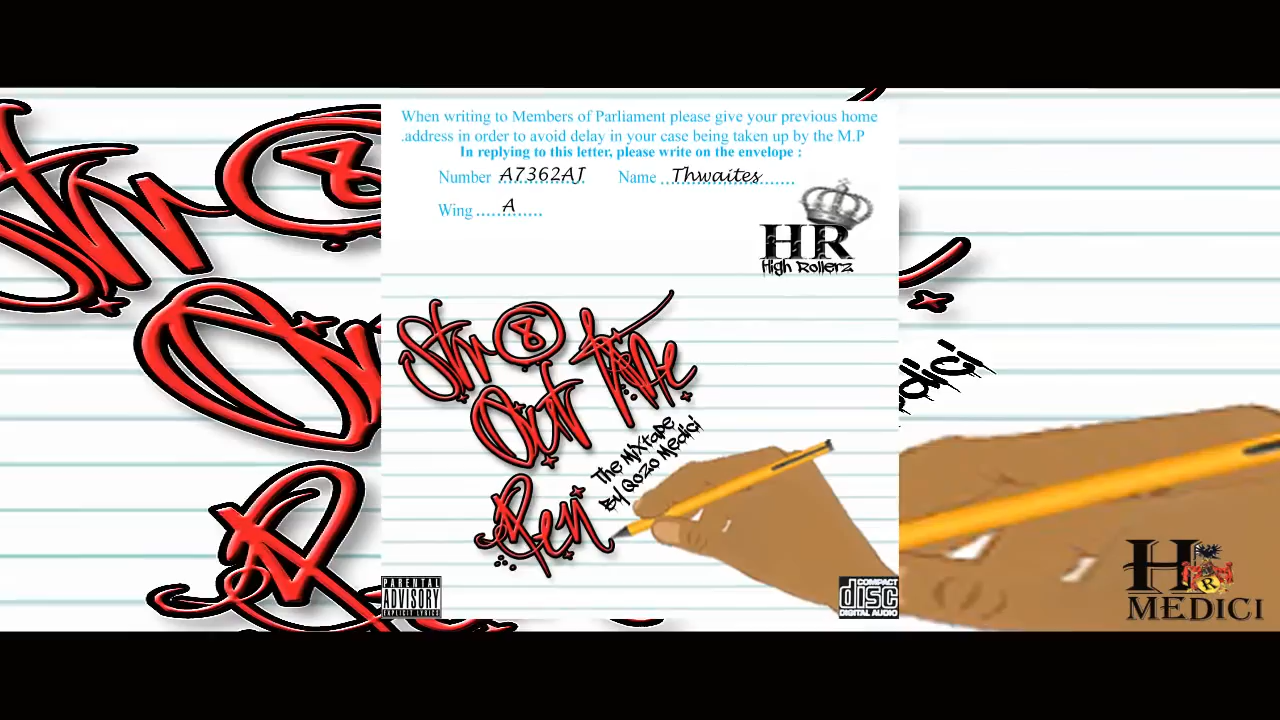 When writing to Members of Parliament please give your previous home
.address in order to avoid delay in your case being taken up by the M.P
In replying to this letter, please write on the envelope :
Number A7362AJ Name Thwaites
Wing A
HR
High Rollerz
Str8
Out The
Pen
The Mixtape
By Qozo Medici
PARENTAL
ADVISORY
EXPLICIT LYRICS
COMPACT
disc
DIGITAL AUDIO
H R
MEDICI